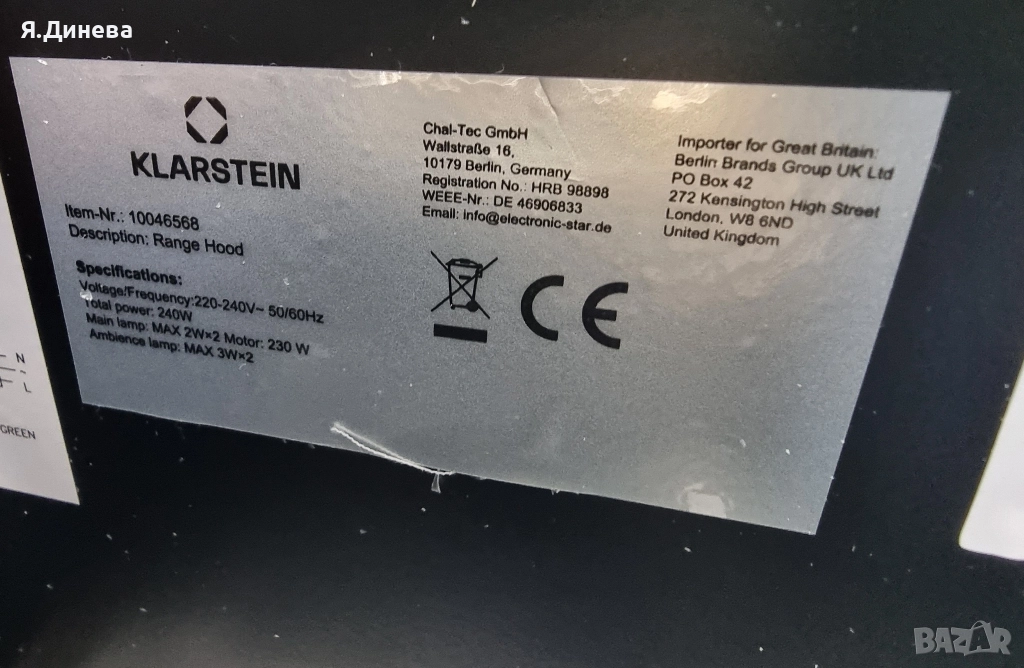 Я.Динева
KLARSTEIN
Item-Nr.: 10046568
Description: Range Hood
Specifications:
Voltage/Frequency:220-240V~ 50/60Hz
Total power: 240W
Main lamp: MAX 2W×2 Motor: 230 W
Ambience lamp: MAX 3W×2
Chal-Tec GmbH
Wallstraße 16,
10179 Berlin, Germany
Registration No.: HRB 98898
WEEE-Nr.: DE 46906833
Email: info@electronic-star.de
CE
Importer for Great Britain:
Berlin Brands Group UK Ltd
PO Box 42
272 Kensington High Street
London, W8 6ND
United Kingdom
N
L
GREEN
BAZAR